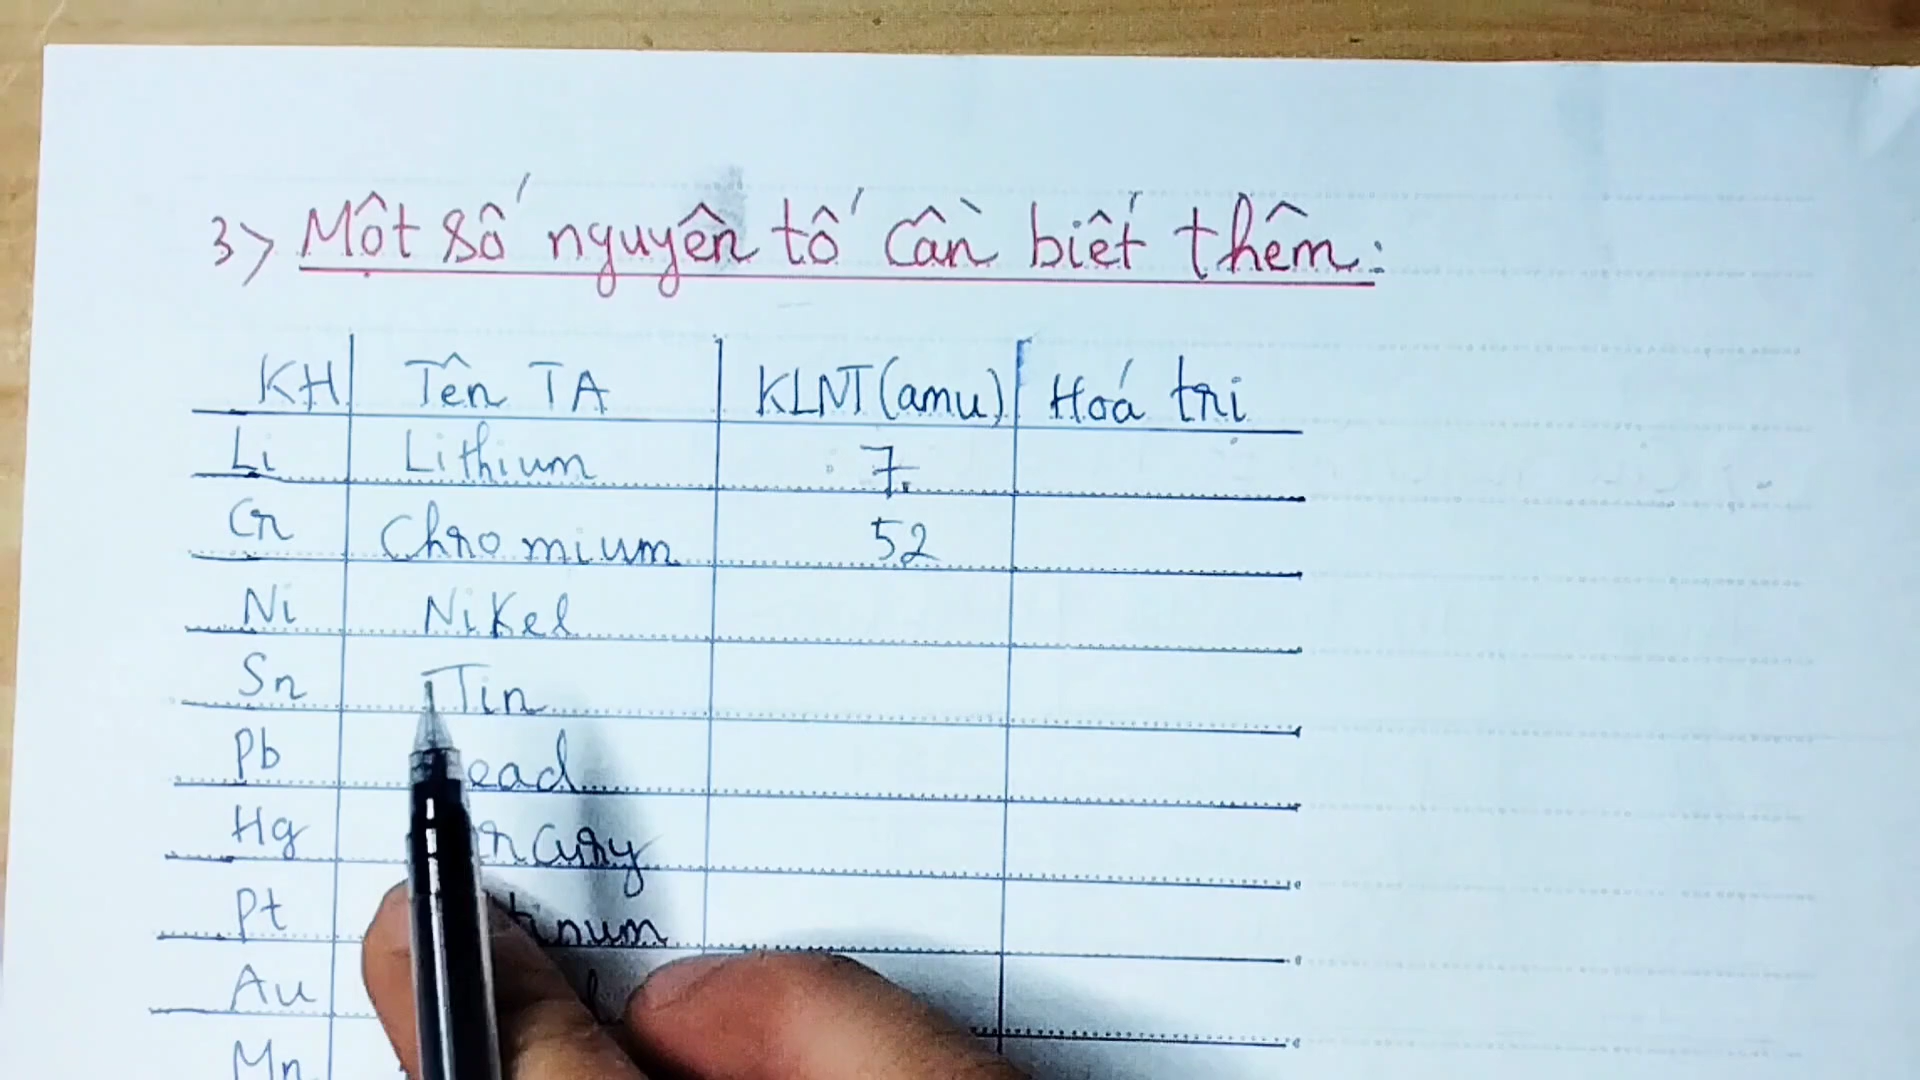 3> Một số nguyên tố cần biết thêm:
KH Tên TA KLNT(amu) Hoá tri
Li Lithium 7
Cr Chromium 52
Ni Nikel
Sn Tin
Pb
Hg
Pt
Au
Mn